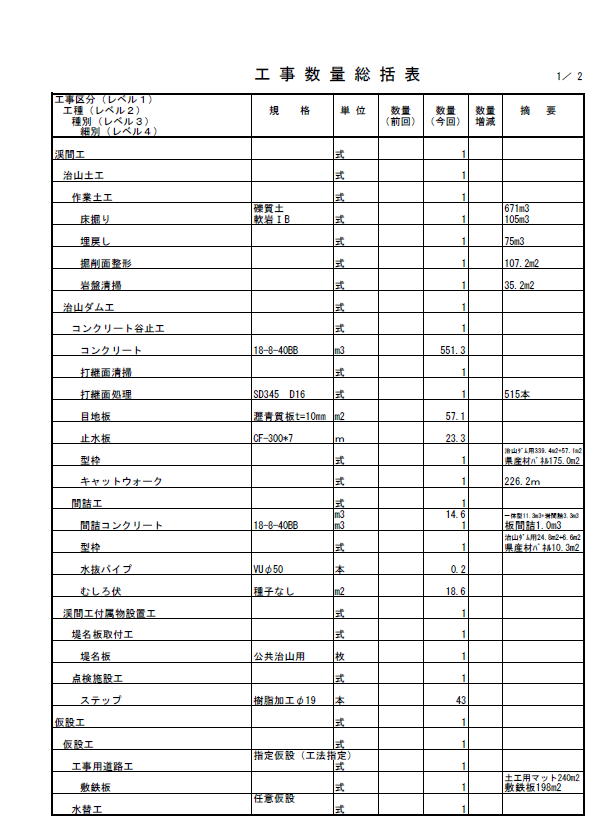 工事数量総括表
1／ 2
工事区分（レベル１） 規　格 単位 数量 数量 数量 摘　要
工種（レベル２） （前回） （今回） 増減
種別（レベル３）
細別（レベル４）
渓間工 式 1
治山土工 式 1
作業土工 式 1
礫質土 671m3
床掘り 軟岩ＩB 式 1 105m3
埋戻し 式 1 75m3
掘削面整形 式 1 107.2m2
岩盤清掃 式 1 35.2m2
治山ダム工 式 1
コンクリート谷止工 式 1
コンクリート 18-8-40BB m3 551.3
打継面清掃 式 1
打継面処理 SD345　D16 式 1 515本
目地板 瀝青質板t=10mm m2 57.1
止水板 CF-300*7 ｍ 23.3
治山ﾀﾞﾑ用339.4m2+57.1m2
型枠 式 1 県産材ﾊﾟﾈﾙ175.0m2
キャットウォーク 式 1 226.2ｍ
間詰工 式 1
m3 14.6 一体型11.3m3+岩間詰3.3m3
間詰コンクリート 18-8-40BB m3 1 板間詰1.0m3
治山ﾀﾞﾑ用24.8m2+6.6m2
型枠 式 1 県産材ﾊﾟﾈﾙ10.3m2
水抜パイプ VUφ50 本 0.2
むしろ伏 種子なし m2 18.6
渓間工付属物設置工 式 1
堤名板取付工 式 1
堤名板 公共治山用 枚 1
点検施設工 式 1
ステップ 樹脂加工φ19 本 43
仮設工 式 1
仮設工 式 1
指定仮設（工法指定）
工事用道路工 式 1
土工用マット240m2
敷鉄板 式 1 敷鉄板198m2
任意仮設
水替工 式 1